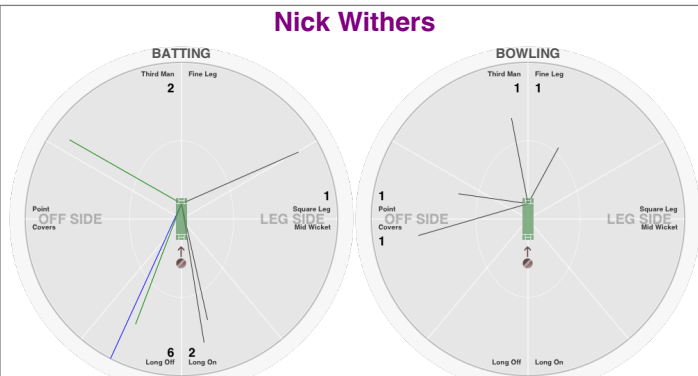 Nick Withers
BATTING
Third Man Fine Leg
2
1
Point Square Leg
OFF SIDE LEG SIDE
Covers Mid Wicket
6 2
Long Off Long On
BOWLING
Third Man Fine Leg
1 1
1
Point Square Leg
OFF SIDE LEG SIDE
Covers Mid Wicket
1
Long Off Long On